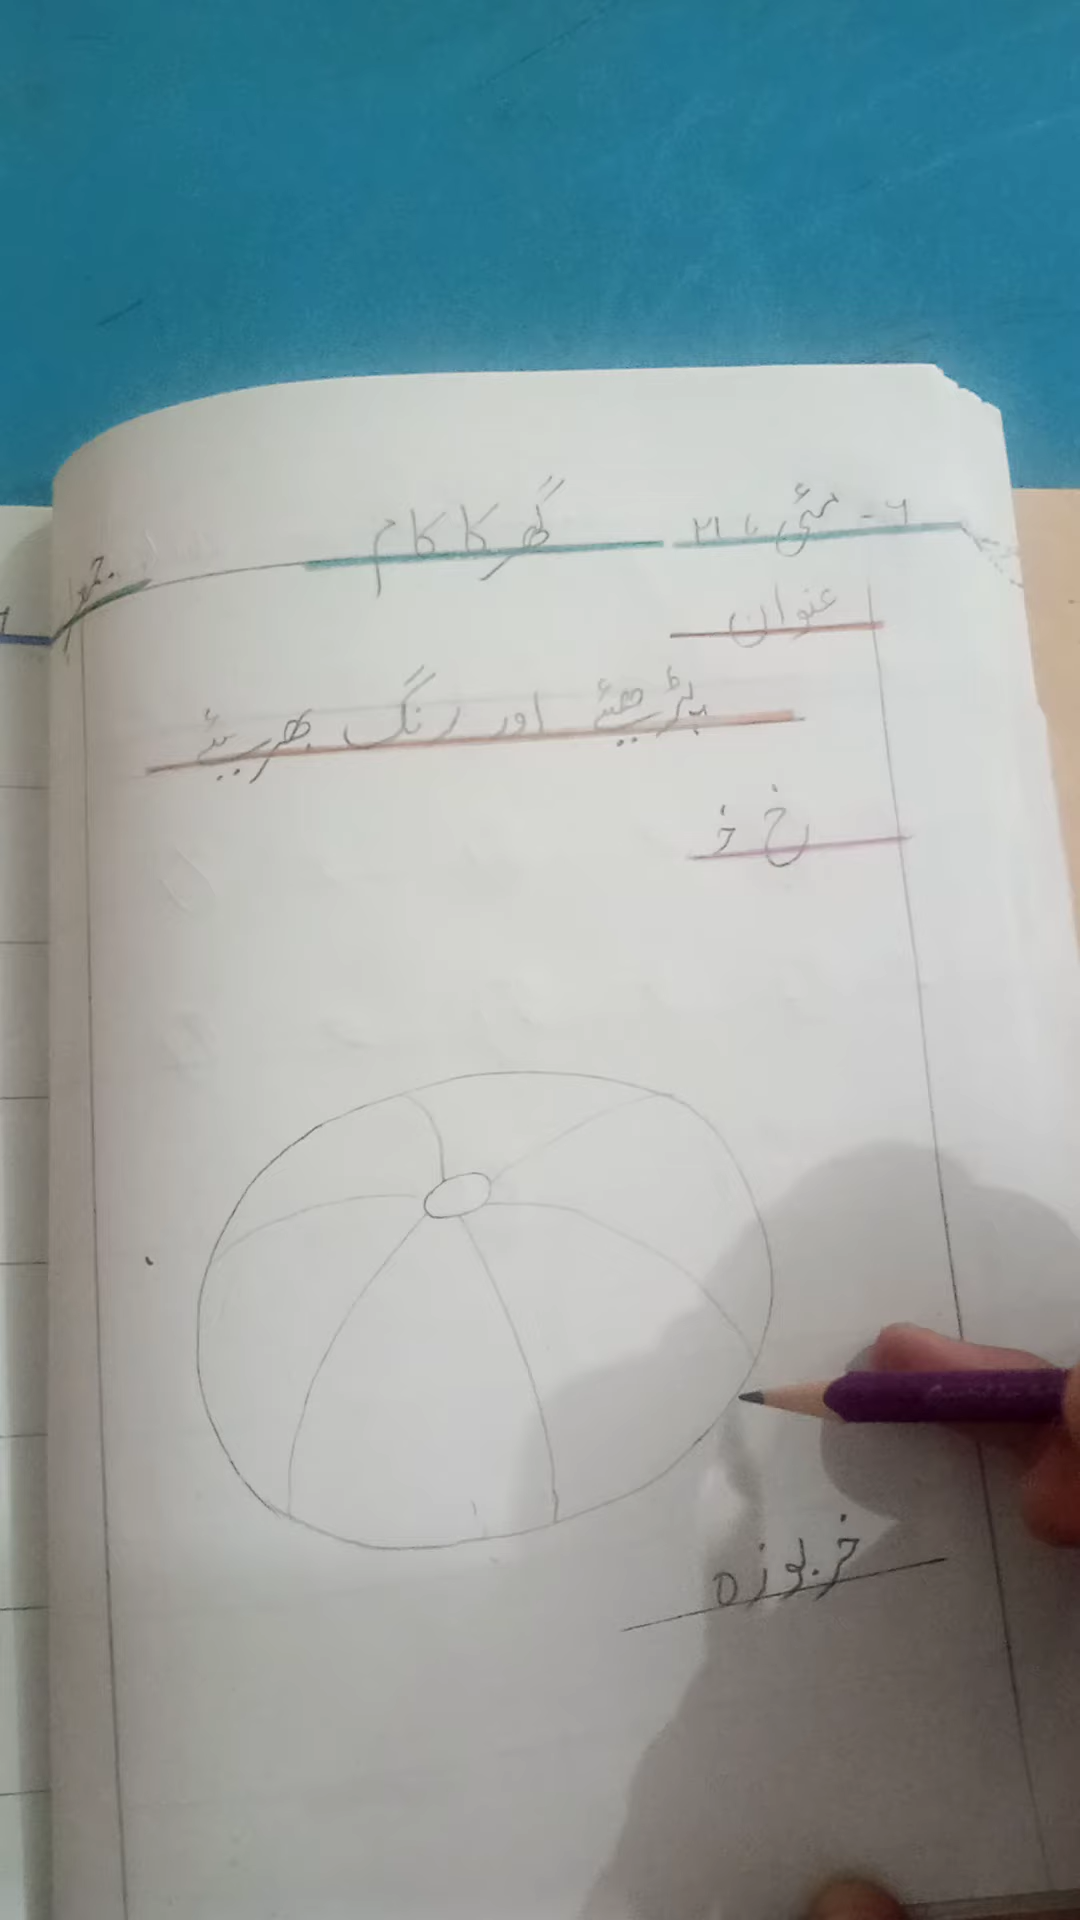 ۶ - مئی ۲۱ء گھر کا کام
عنوان
پڑھیئے اور رنگ بھریئے
خ خ
خربوزہ